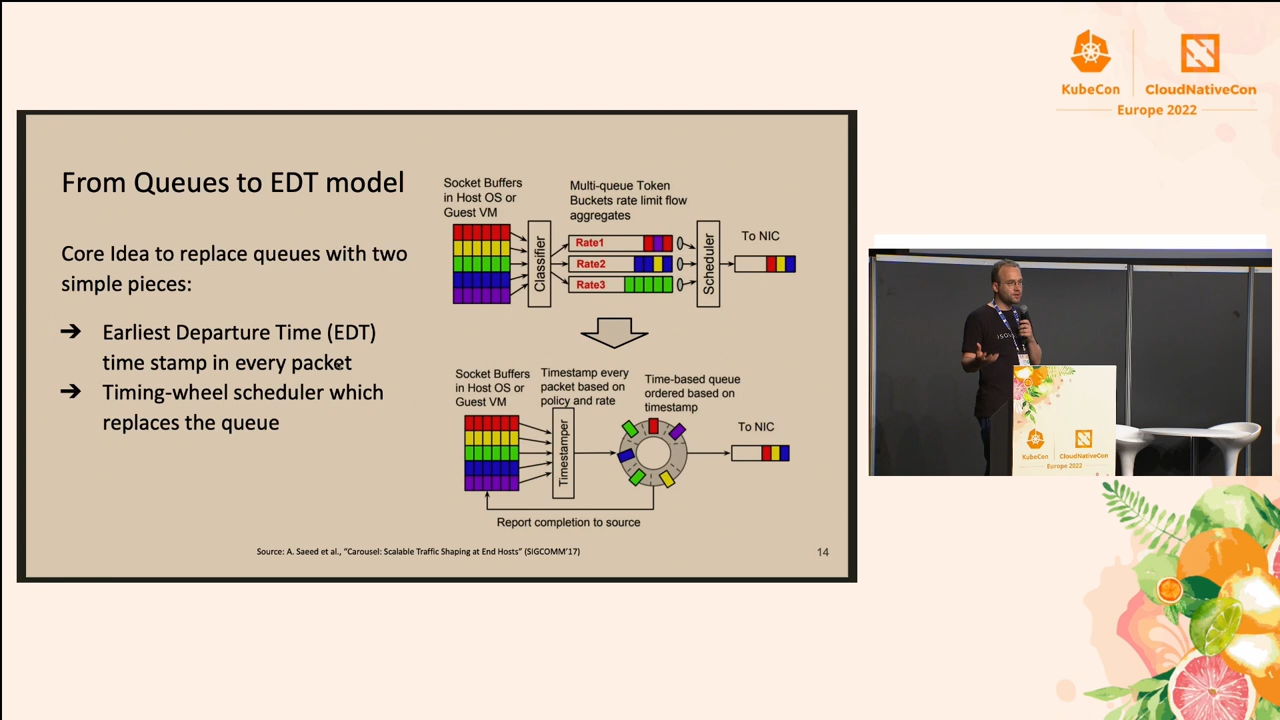 KubeCon
CloudNativeCon
Europe 2022
From Queues to EDT model
Core Idea to replace queues with two
simple pieces:
➔ Earliest Departure Time (EDT)
time stamp in every packet
➔ Timing-wheel scheduler which
replaces the queue
Socket Buffers
in Host OS or
Guest VM
Classifier
Multi-queue Token
Buckets rate limit flow
aggregates
Rate1
Rate2
Rate3
Scheduler
To NIC
Socket Buffers
in Host OS or
Guest VM
Timestamp every
packet based on
policy and rate
Timestamper
Time-based queue
ordered based on
timestamp
To NIC
Report completion to source
Source: A. Saeed et al., “Carousel: Scalable Traffic Shaping at End Hosts” (SIGCOMM’17)
14
KubeCon
CloudNativeCon
Europe 2022